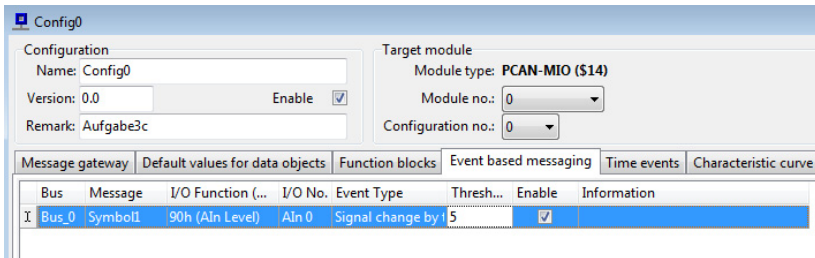 Config0
Configuration
Target module
Name: Config0
Module type: PCAN-MIO ($14)
Version: 0.0
Enable
Module no.: 0
Remark: Aufgabe3c
Configuration no.: 0
Message gateway Default values for data objects Function blocks Event based messaging Time events Characteristic curve
Bus Message I/O Function (... I/O No. Event Type Thresh... Enable Information
Bus_0 Symbol1 90h (AIn Level) AIn 0 Signal change by 5